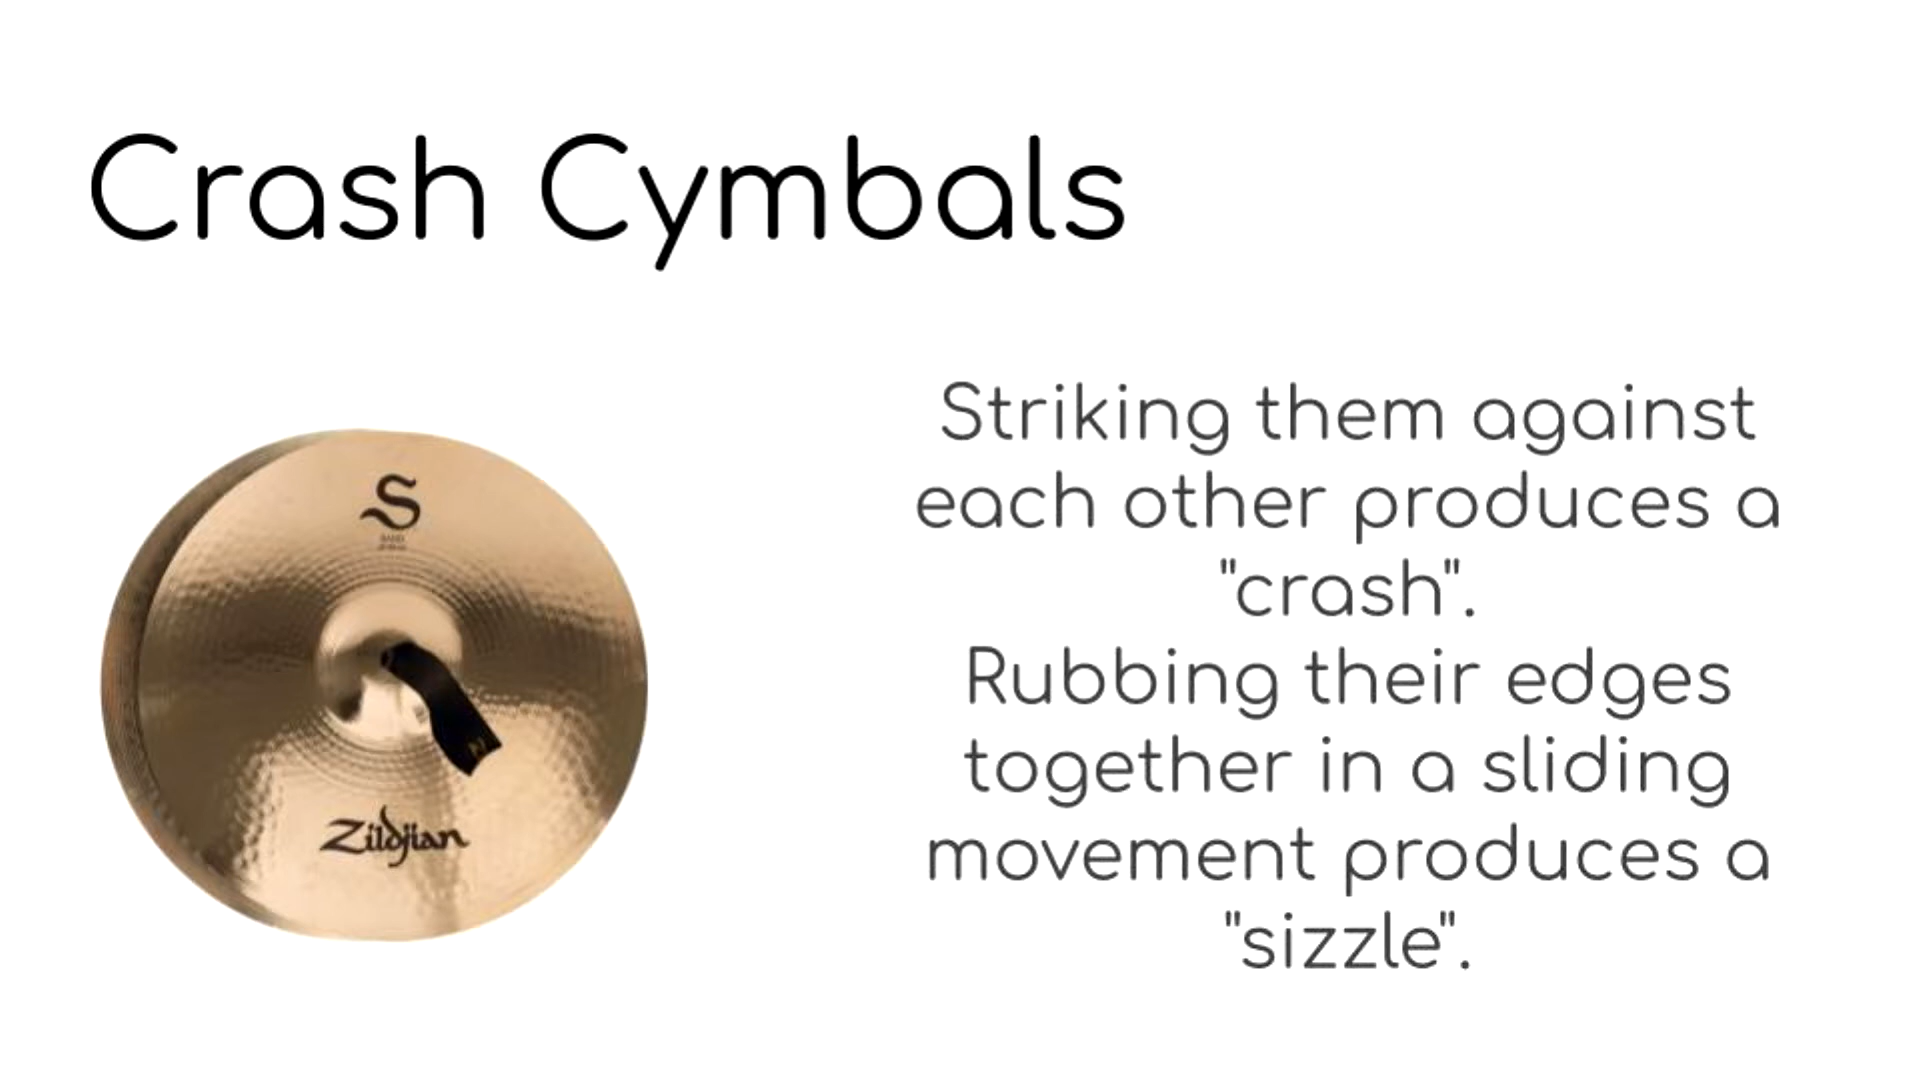 Crash Cymbals
S
Zildjian
Striking them against
each other produces a
"crash".
Rubbing their edges
together in a sliding
movement produces a
"sizzle".